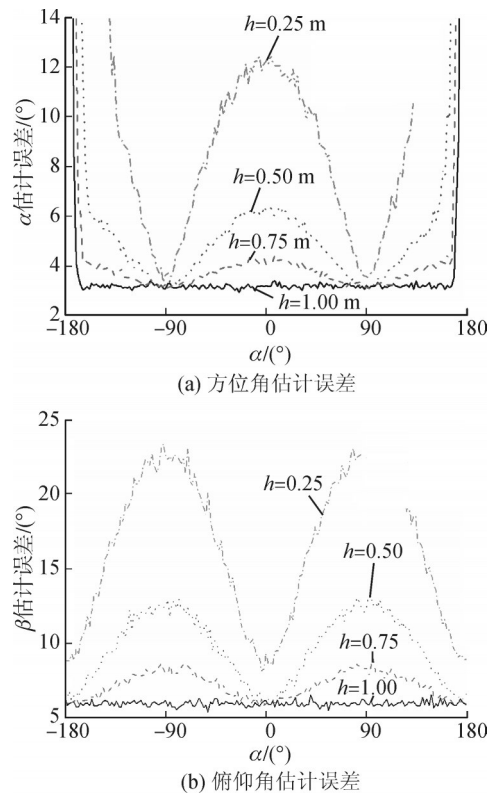 14
12
10
8
6
4
2
α估计误差/(°)
h=0.25 m
h=0.50 m
h=0.75 m
h=1.00 m
-180
-90
0
90
180
α/(°)
(a) 方位角估计误差
25
20
15
10
5
β估计误差/(°)
h=0.25
h=0.50
h=0.75
h=1.00
-180
-90
0
90
180
α/(°)
(b) 俯仰角估计误差